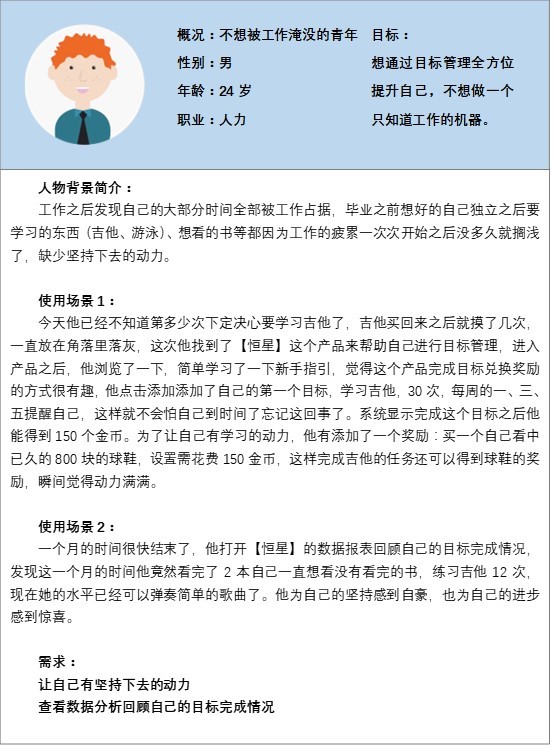 概况：不想被工作淹没的青年
性别：男
年龄：24 岁
职业：人力
目标：
想通过目标管理全方位
提升自己，不想做一个
只知道工作的机器。
人物背景简介：
工作之后发现自己的大部分时间全部被工作占据，毕业之前想好的自己独立之后要
学习的东西（吉他、游泳）、想看的书等都因为工作的疲累一次次开始之后没多久就搁浅
了，缺少坚持下去的动力。
使用场景 1：
今天他已经不知道第多少次下定决心要学习吉他了，吉他买回来之后就摸了几次，
一直放在角落里落灰，这次他找到了【恒星】这个产品来帮助自己进行目标管理，进入
产品之后，他浏览了一下，简单学习了一下新手指引，觉得这个产品完成目标兑换奖励
的方式很有趣，他点击添加添加了自己的第一个目标，学习吉他，30 次，每周的一、三、
五提醒自己，这样就不会怕自己到时间了忘记这回事了。系统显示完成这个目标之后他
能得到 150 个金币。为了让自己有学习的动力，他有添加了一个奖励：买一个自己看中
已久的 800 块的球鞋，设置需花费 150 金币，这样完成吉他的任务还可以得到球鞋的奖
励，瞬间觉得动力满满。
使用场景 2：
一个月的时间很快结束了，他打开【恒星】的数据报表回顾自己的目标完成情况，
发现这一个月的时间他竟然看完了 2 本自己一直想看没有看完的书，练习吉他 12 次，
现在她的水平已经可以弹奏简单的歌曲了。他为自己的坚持感到自豪，也为自己的进步
感到惊喜。
需求：
让自己有坚持下去的动力
查看数据分析回顾自己的目标完成情况